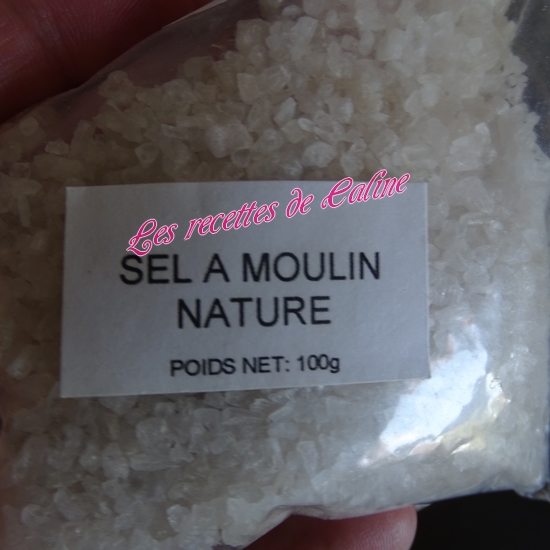 Les recettes de Caline
SEL A MOULIN
NATURE
POIDS NET: 100g